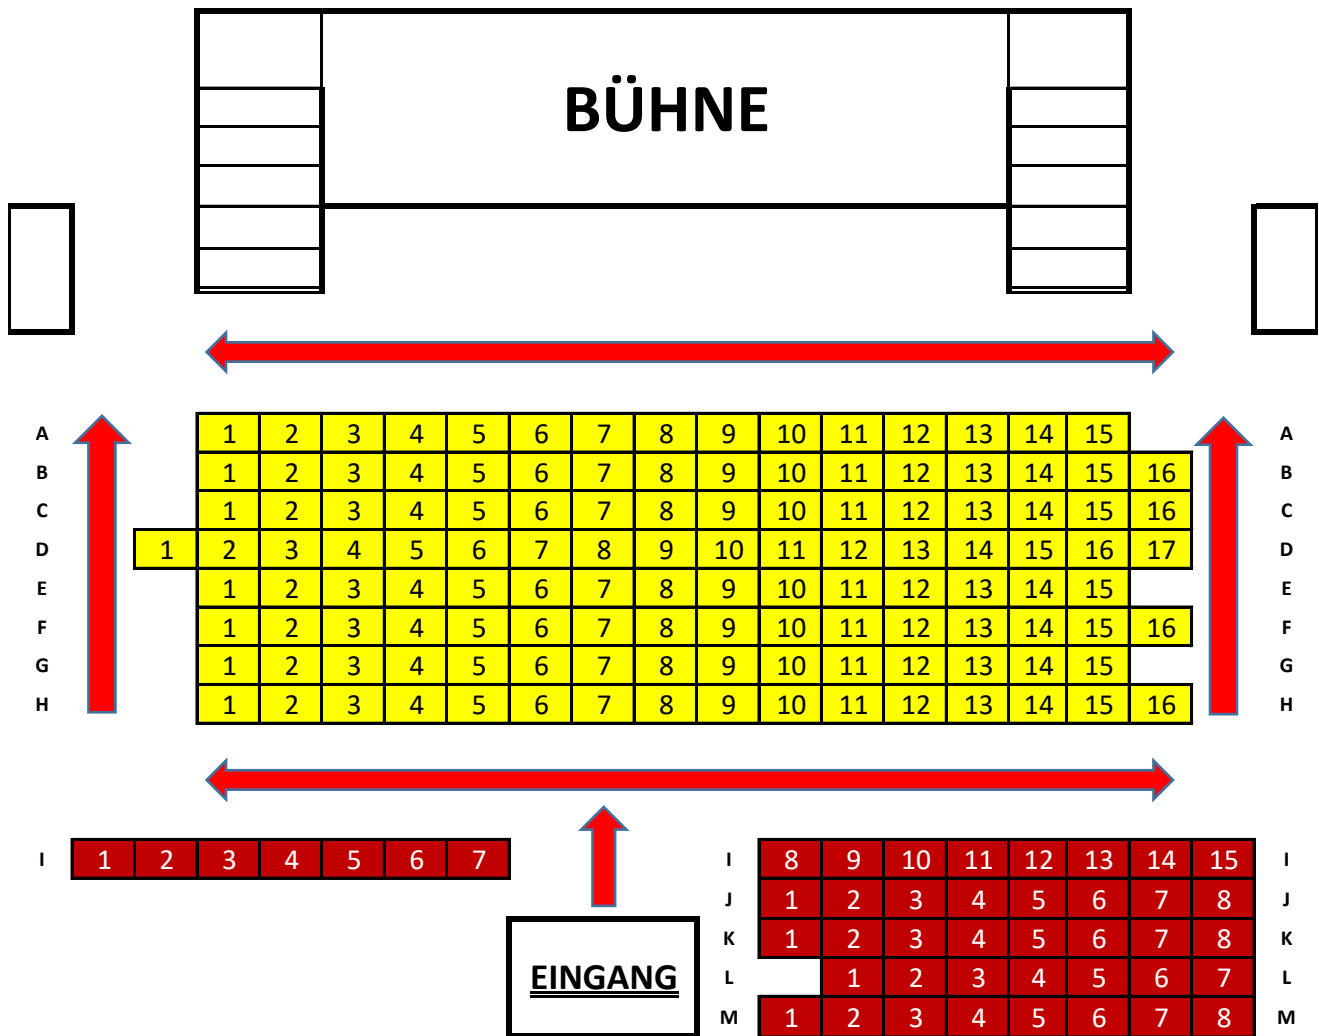 BÜHNE
A 1 2 3 4 5 6 7 8 9 10 11 12 13 14 15 A
B 1 2 3 4 5 6 7 8 9 10 11 12 13 14 15 16 B
C 1 2 3 4 5 6 7 8 9 10 11 12 13 14 15 16 C
D 1 2 3 4 5 6 7 8 9 10 11 12 13 14 15 16 17 D
E 1 2 3 4 5 6 7 8 9 10 11 12 13 14 15 E
F 1 2 3 4 5 6 7 8 9 10 11 12 13 14 15 16 F
G 1 2 3 4 5 6 7 8 9 10 11 12 13 14 15 G
H 1 2 3 4 5 6 7 8 9 10 11 12 13 14 15 16 H
I 1 2 3 4 5 6 7 I 8 9 10 11 12 13 14 15 I
J 1 2 3 4 5 6 7 8 J
K 1 2 3 4 5 6 7 8 K
EINGANG
L 1 2 3 4 5 6 7 L
M 1 2 3 4 5 6 7 8 M